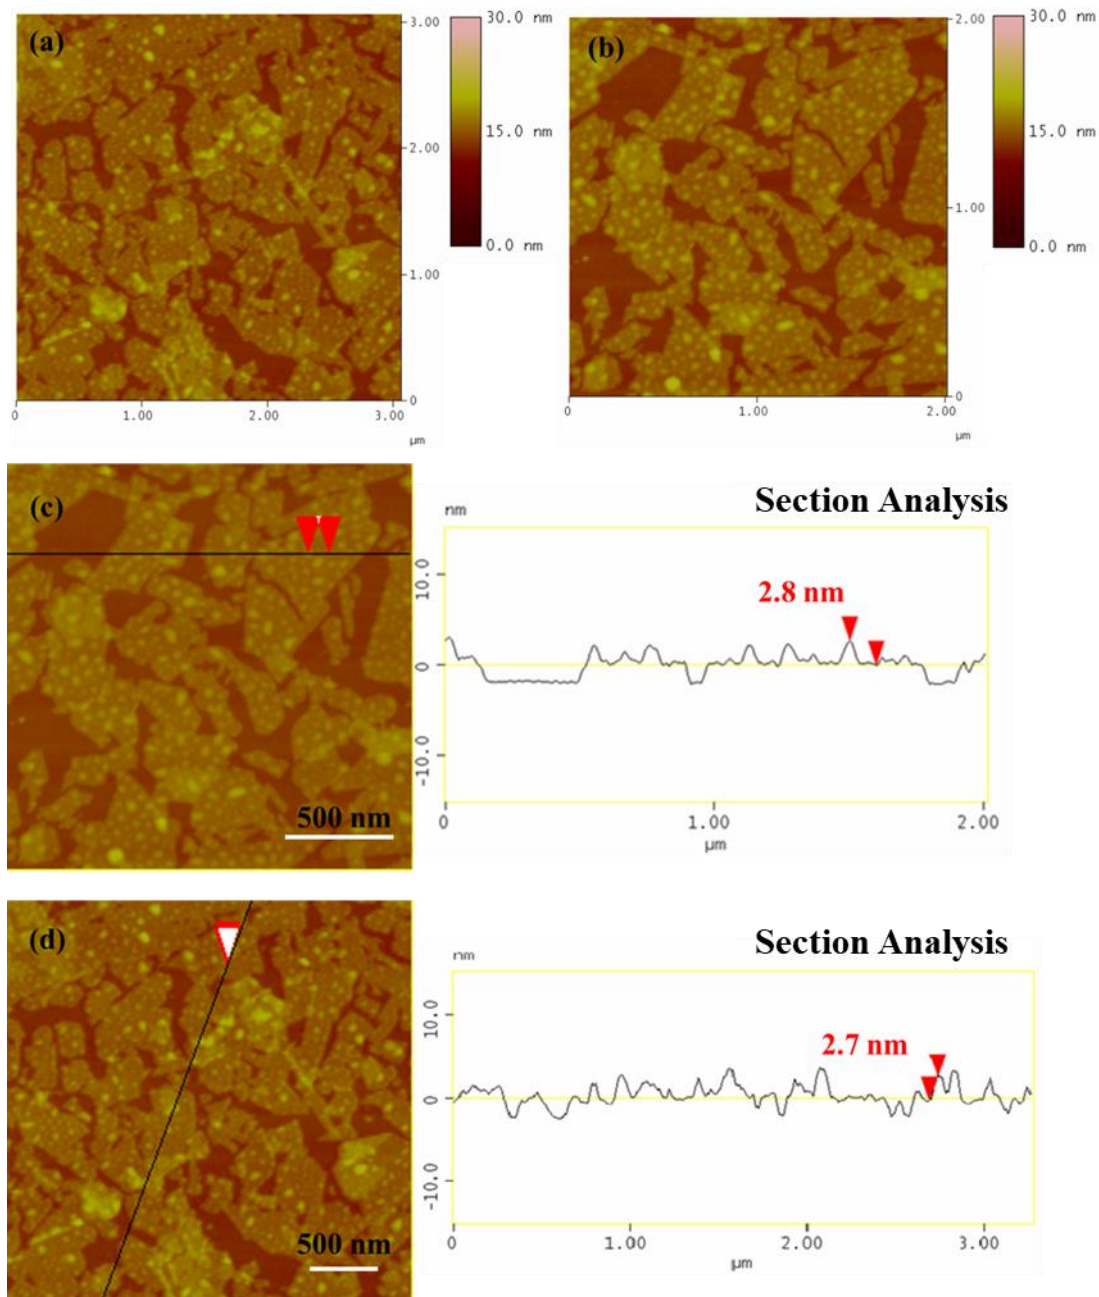 (a)
3.00
2.00
1.00
0
0
1.00
2.00
3.00
µm
30.0 nm
15.0 nm
0.0 nm
(b)
2.00
1.00
0
0
1.00
2.00
µm
30.0 nm
15.0 nm
0.0 nm
(c)
500 nm
Section Analysis
nm
10.0
0
-10.0
2.8 nm
0
1.00
2.00
µm
(d)
500 nm
Section Analysis
nm
10.0
0
-10.0
2.7 nm
0
1.00
2.00
3.00
µm